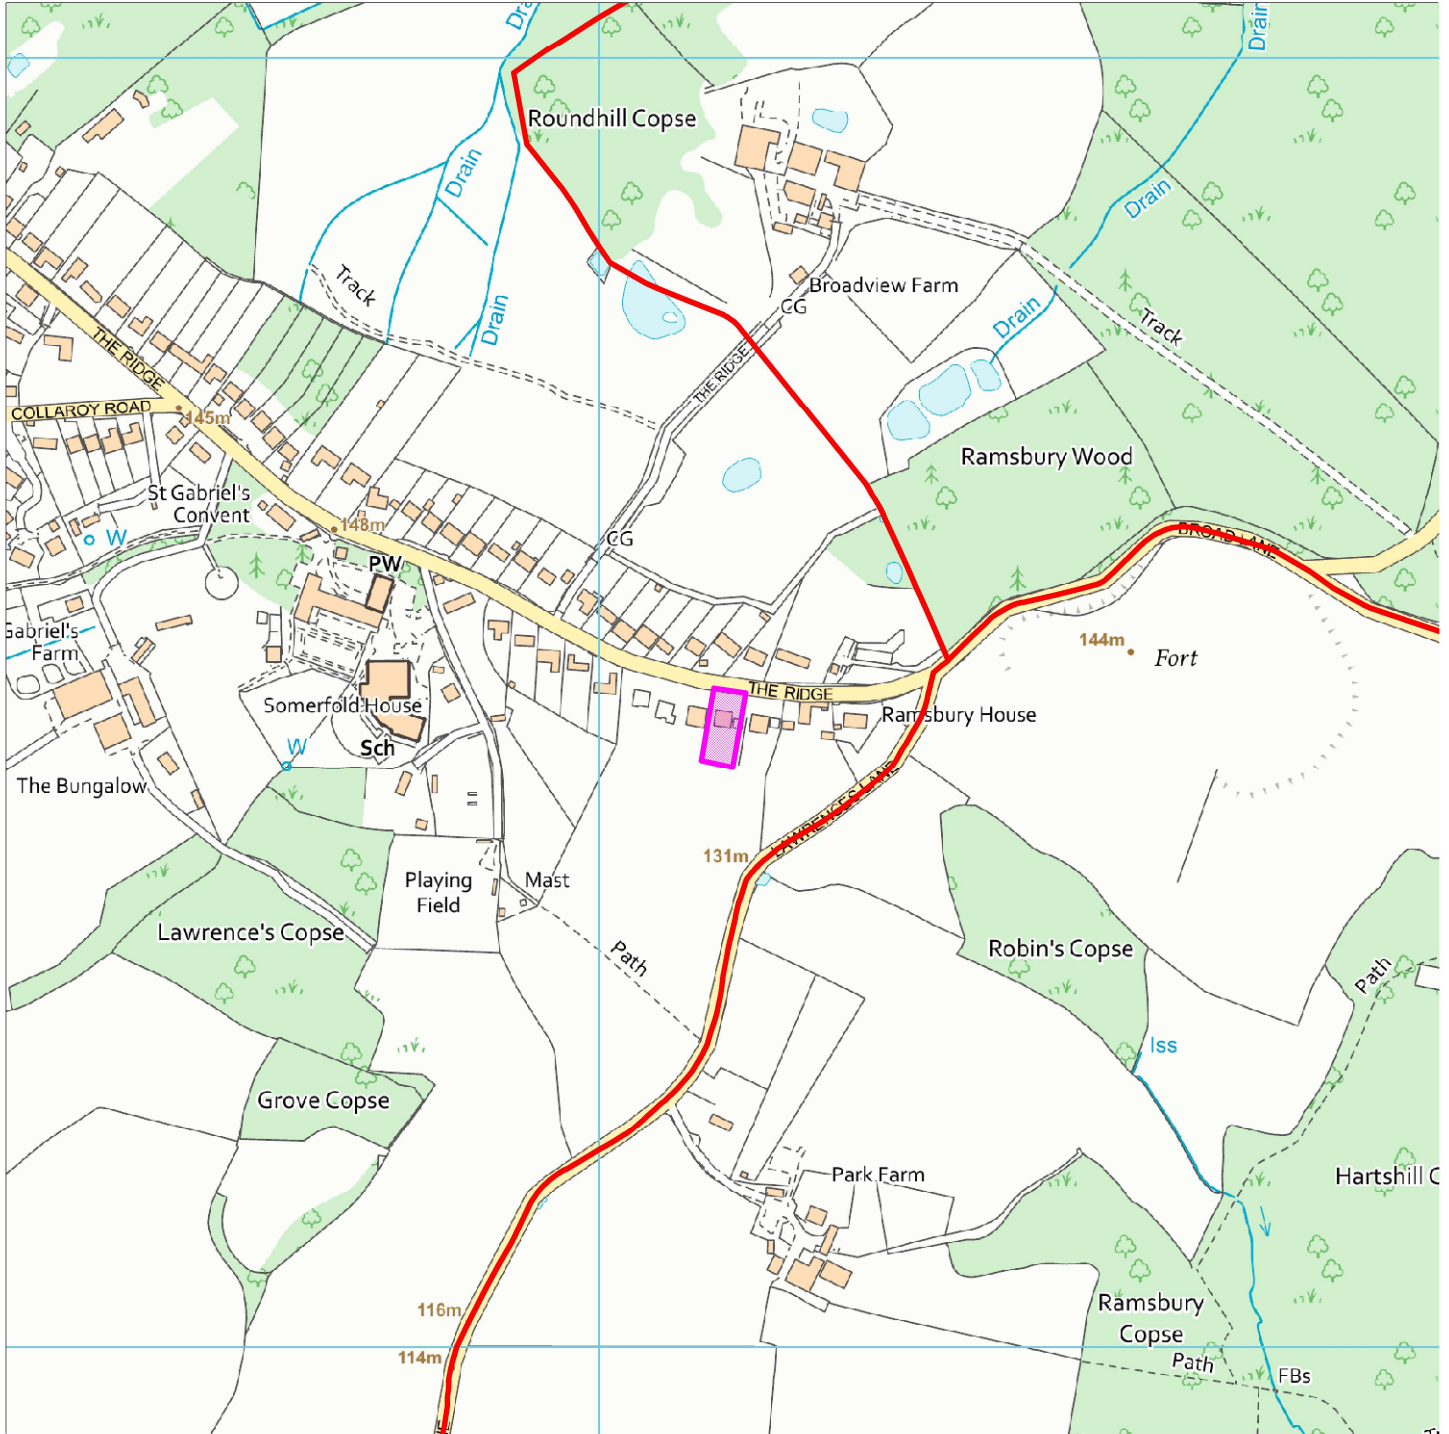 Drain
Roundhill Copse
Drain
Drain
Track
Broadview Farm
CG
Drain
Drain
Track
THE RIDGE
THE RIDGE
COLLAROY ROAD
145m
Ramsbury Wood
St Gabriel's
Convent
148m
W
CG
BROAD LANE
PW
Gabriel's
Farm
144m
Fort
THE RIDGE
Somerfold House
Ramsbury House
Sch
W
The Bungalow
LAWRENCES LANE
131m
Playing
Field
Mast
Lawrence's Copse
Path
Robin's Copse
Path
Iss
Grove Copse
Park Farm
Hartshill C
116m
Ramsbury
Copse
114m
Path
FBs